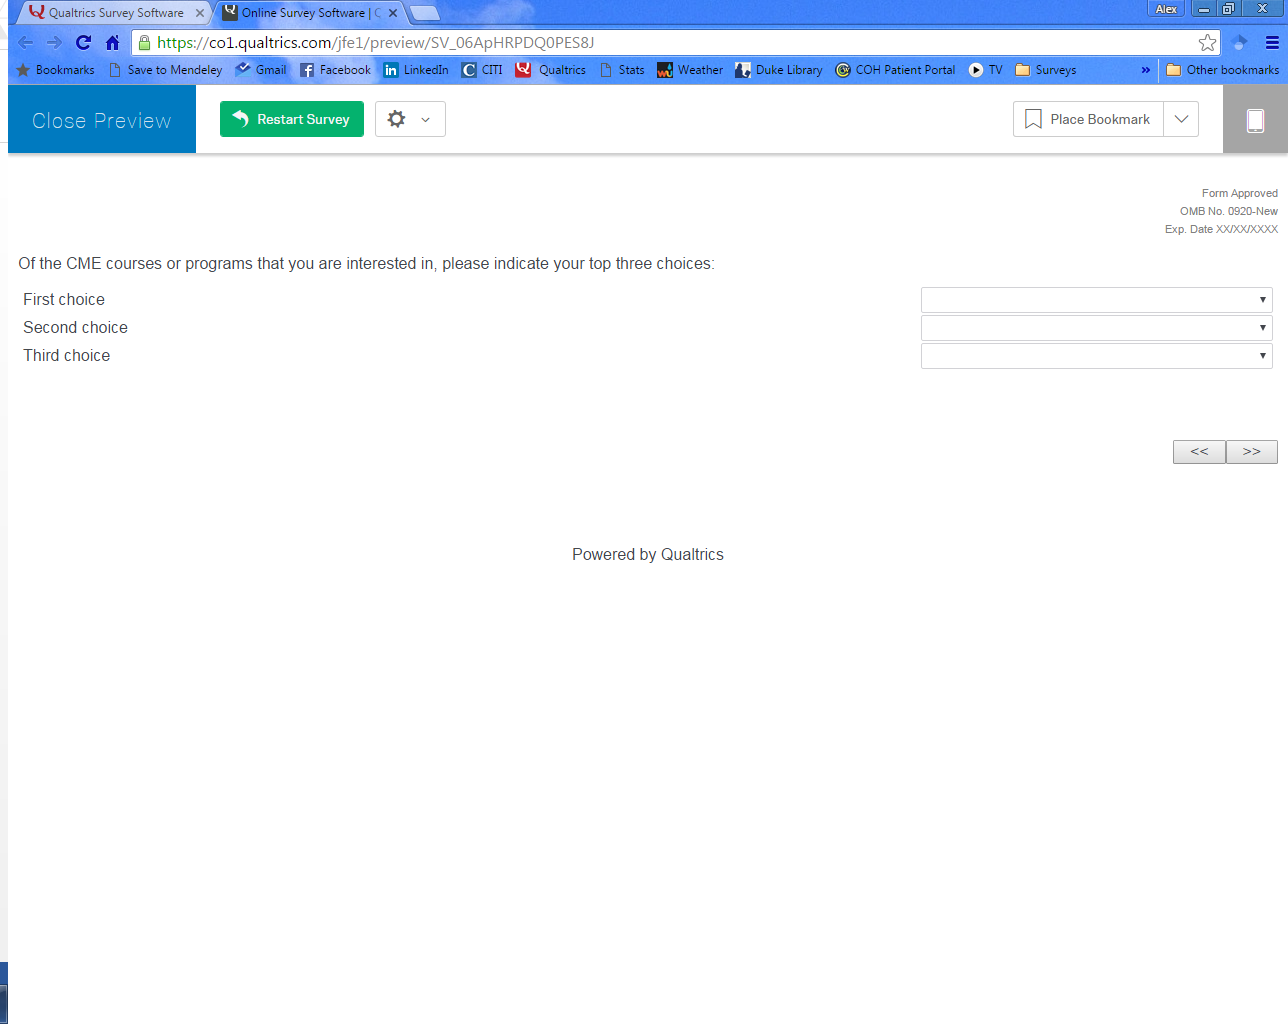 Qualtrics Survey Software
Online Survey Software | C
Alex
https://co1.qualtrics.com/jfe1/preview/SV_06ApHRPDQ0PES8J
Bookmarks Save to Mendeley Gmail Facebook LinkedIn CITI Qualtrics Stats Weather Duke Library COH Patient Portal TV Surveys » Other bookmarks
Close Preview
Restart Survey
Place Bookmark
Form Approved
OMB No. 0920-New
Exp. Date XX/XX/XXXX
Of the CME courses or programs that you are interested in, please indicate your top three choices:
First choice
Second choice
Third choice
<< >>
Powered by Qualtrics